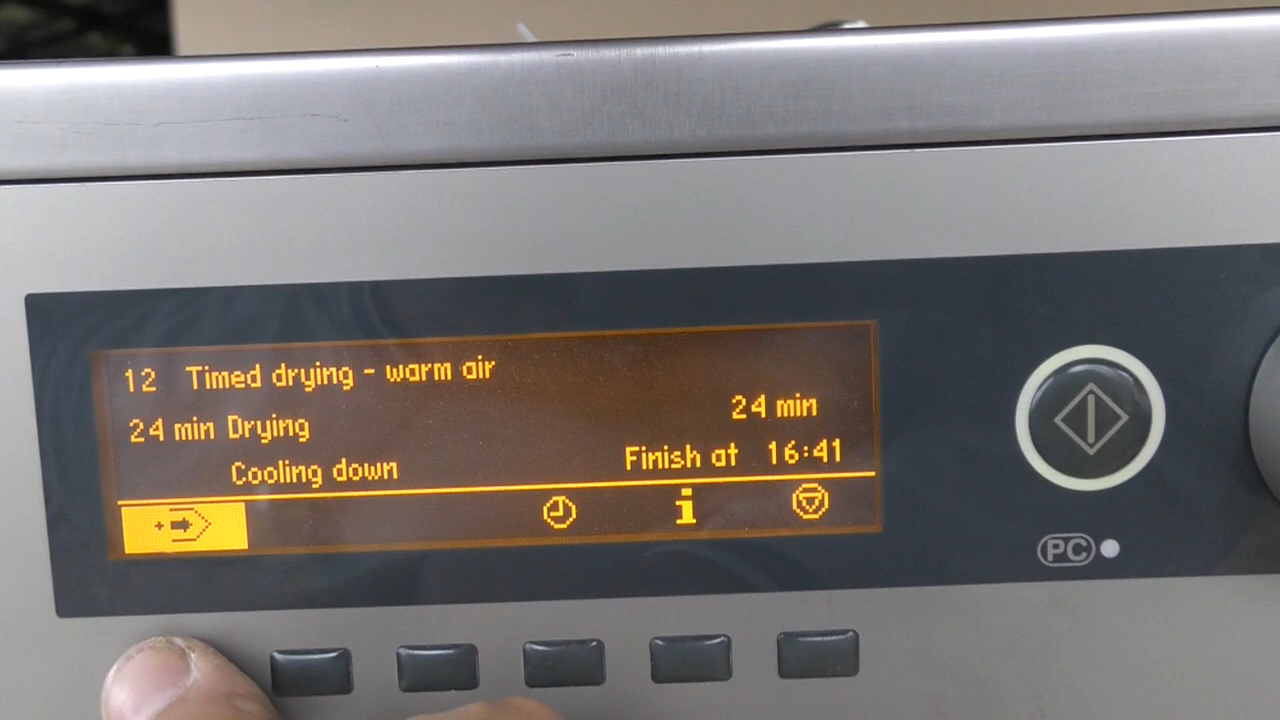 12 Timed drying - warm air
24 min Drying 24 min
Cooling down Finish at 16:41
i
PC